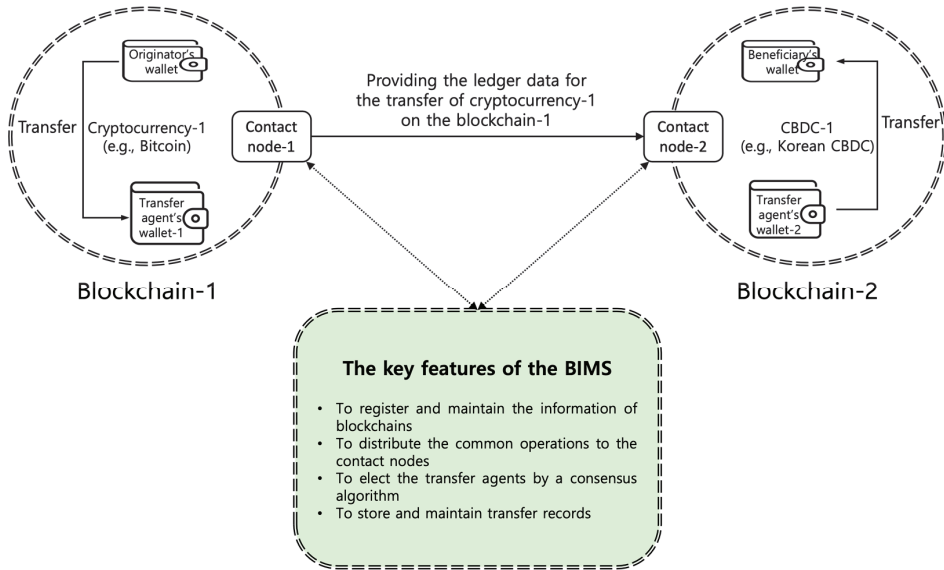 Originator's
wallet
Transfer
Cryptocurrency-1
(e.g., Bitcoin)
Transfer
agent's
wallet-1
Blockchain-1
Contact
node-1
Providing the ledger data for
the transfer of cryptocurrency-1
on the blockchain-1
Contact
node-2
Beneficiary's
wallet
CBDC-1
(e.g., Korean CBDC)
Transfer
Transfer
agent's
wallet-2
Blockchain-2
The key features of the BIMS
• To register and maintain the information of
blockchains
• To distribute the common operations to the
contact nodes
• To elect the transfer agents by a consensus
algorithm
• To store and maintain transfer records